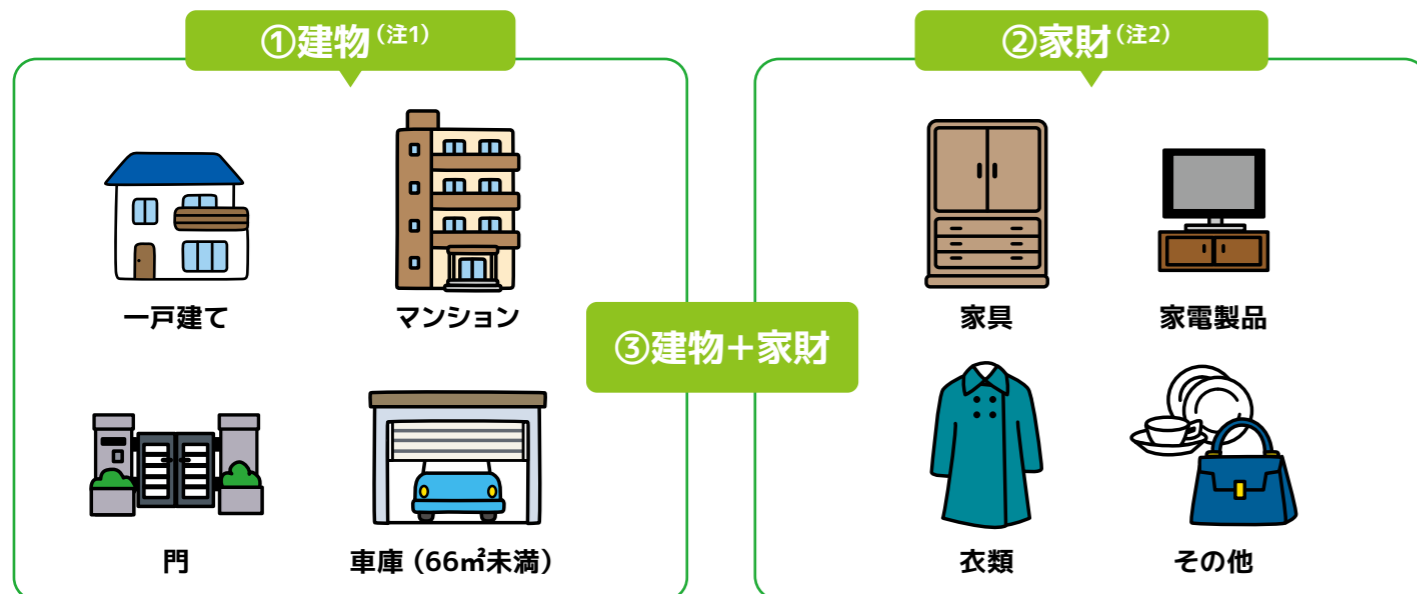 ①建物(注1)
一戸建て
マンション
門
車庫(66㎡未満)
③建物+家財
②家財(注2)
家具
家電製品
衣類
その他